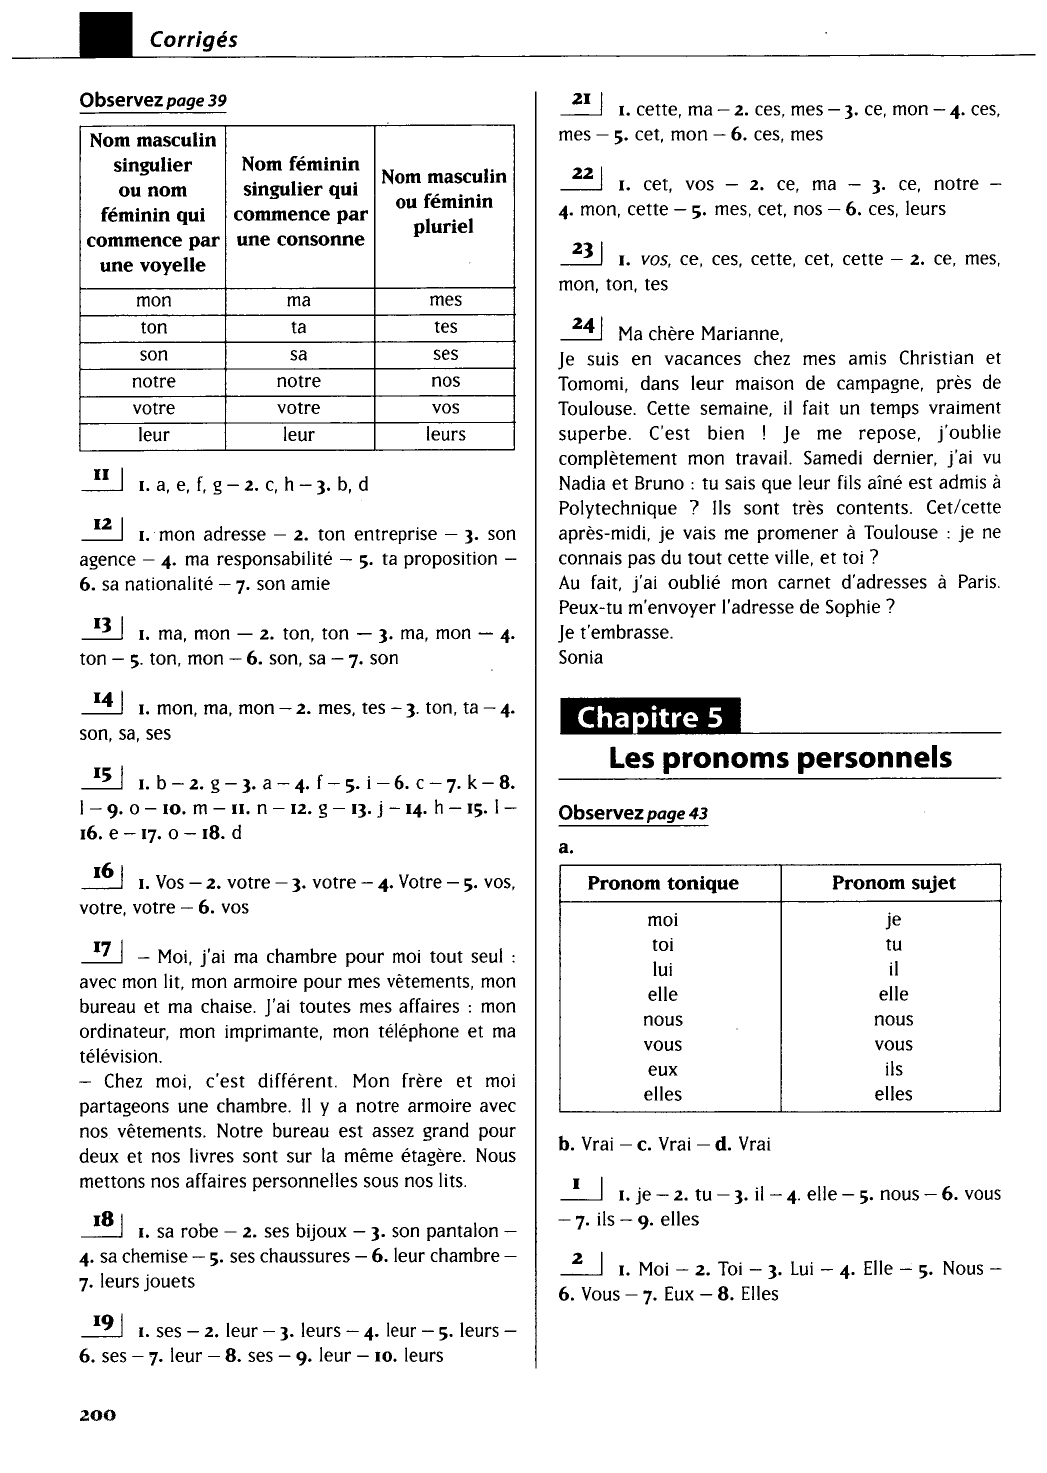 Corrigés
Observez page 39
Nom masculin
singulier
ou nom
féminin qui
commence par
une voyelle
Nom féminin
singulier qui
commence par
une consonne
Nom masculin
ou féminin
pluriel
mon ma mes
ton ta tes
son sa ses
notre notre nos
votre votre vos
leur leur leurs
11 1. a, e, f, g – 2. c, h – 3. b, d
12 1. mon adresse – 2. ton entreprise – 3. son
agence – 4. ma responsabilité – 5. ta proposition –
6. sa nationalité – 7. son amie
13 1. ma, mon — 2. ton, ton — 3. ma, mon — 4.
ton – 5. ton, mon – 6. son, sa – 7. son
14 1. mon, ma, mon – 2. mes, tes – 3. ton, ta – 4.
son, sa, ses
15 1. b – 2. g – 3. a – 4. f – 5. i – 6. c – 7. k – 8.
l – 9. o – 10. m – 11. n – 12. g – 13. j – 14. h – 15. l –
16. e – 17. o – 18. d
16 1. Vos – 2. votre – 3. votre – 4. Votre – 5. vos,
votre, votre – 6. vos
17 – Moi, j'ai ma chambre pour moi tout seul :
avec mon lit, mon armoire pour mes vêtements, mon
bureau et ma chaise. J'ai toutes mes affaires : mon
ordinateur, mon imprimante, mon téléphone et ma
télévision.
– Chez moi, c'est différent. Mon frère et moi
partageons une chambre. Il y a notre armoire avec
nos vêtements. Notre bureau est assez grand pour
deux et nos livres sont sur la même étagère. Nous
mettons nos affaires personnelles sous nos lits.
18 1. sa robe – 2. ses bijoux – 3. son pantalon –
4. sa chemise – 5. ses chaussures – 6. leur chambre –
7. leurs jouets
19 1. ses – 2. leur – 3. leurs – 4. leur – 5. leurs –
6. ses – 7. leur – 8. ses – 9. leur – 10. leurs
21 1. cette, ma – 2. ces, mes – 3. ce, mon – 4. ces,
mes – 5. cet, mon – 6. ces, mes
22 1. cet, vos – 2. ce, ma – 3. ce, notre –
4. mon, cette – 5. mes, cet, nos – 6. ces, leurs
23 1. vos, ce, ces, cette, cet, cette – 2. ce, mes,
mon, ton, tes
24 Ma chère Marianne,
Je suis en vacances chez mes amis Christian et
Tomomi, dans leur maison de campagne, près de
Toulouse. Cette semaine, il fait un temps vraiment
superbe. C'est bien ! Je me repose, j'oublie
complètement mon travail. Samedi dernier, j'ai vu
Nadia et Bruno : tu sais que leur fils aîné est admis à
Polytechnique ? Ils sont très contents. Cet/cette
après-midi, je vais me promener à Toulouse : je ne
connais pas du tout cette ville, et toi ?
Au fait, j'ai oublié mon carnet d'adresses à Paris.
Peux-tu m'envoyer l'adresse de Sophie ?
Je t'embrasse.
Sonia
Chapitre 5
Les pronoms personnels
Observez page 43
a.
Pronom tonique Pronom sujet
moi je
toi tu
lui il
elle elle
nous nous
vous vous
eux ils
elles elles
b. Vrai – c. Vrai – d. Vrai
1 1. je – 2. tu – 3. il – 4. elle – 5. nous – 6. vous
– 7. ils – 9. elles
2 1. Moi – 2. Toi – 3. Lui – 4. Elle – 5. Nous –
6. Vous – 7. Eux – 8. Elles
200